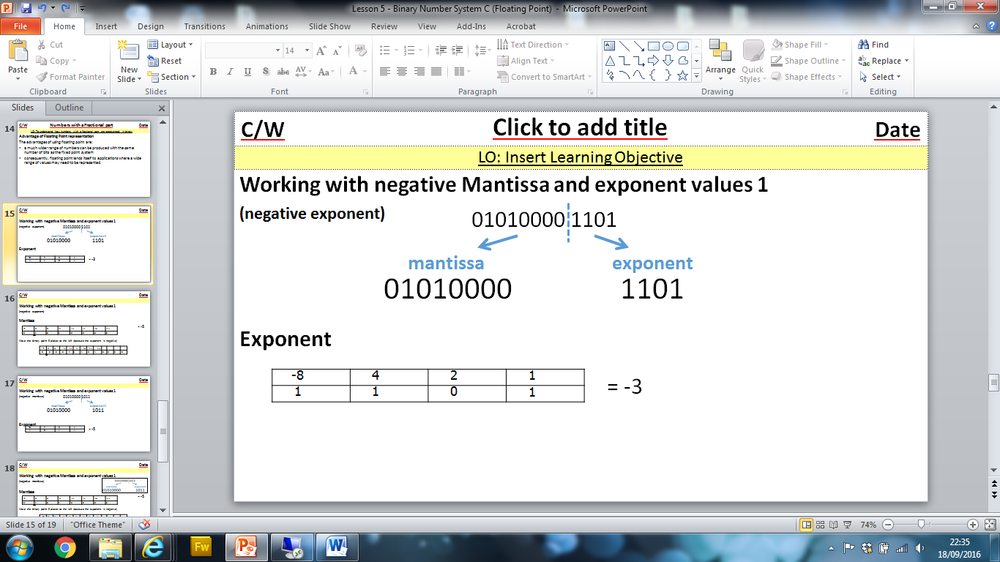 Lesson 5 - Binary Number System C (Floating Point) - Microsoft PowerPoint
File Home Insert Design Transitions Animations Slide Show Review View Add-Ins Acrobat
Paste
Cut
Copy
Format Painter
Clipboard
New Slide
Layout
Reset
Section
Slides
14
B I U S abc AV Aa A
Font
Text Direction
Align Text
Convert to SmartArt
Paragraph
Arrange
Quick Styles
Shape Fill
Shape Outline
Shape Effects
Drawing
Find
Replace
Select
Editing
Slides Outline
14
C/W Numbers with a Fractional part Date
Advantage of Floating Point representation
The advantages of using floating point are:
a much wider range of numbers can be produced with the same
number of bits as the fixed point system
consequently, floating point lends itself to applications where a wide
range of values may need to be represented.
15
C/W Date
Working with negative Mantissa and exponent values 1
(negative exponent) 01010000 1101
mantissa exponent
01010000 1101
Exponent
= -3
16
C/W Date
Working with negative Mantissa and exponent values 1
(negative exponent)
Mantissa
= -5
17
C/W Date
Working with negative Mantissa and exponent values 1
(negative mantissa) 01010000 1011
mantissa exponent
01010000 1011
Exponent
= -5
18
C/W Date
Working with negative Mantissa and exponent values 1
(negative mantissa)
01010000 1011
mantissa exponent
01010000 1011
Mantissa
= -5
C/W Click to add title Date
LO: Insert Learning Objective
Working with negative Mantissa and exponent values 1
(negative exponent) 01010000 1101
mantissa exponent
01010000 1101
Exponent
-8 4 2 1
1 1 0 1
= -3
Slide 15 of 19 "Office Theme" 74%
Fw
22:35
18/09/2016